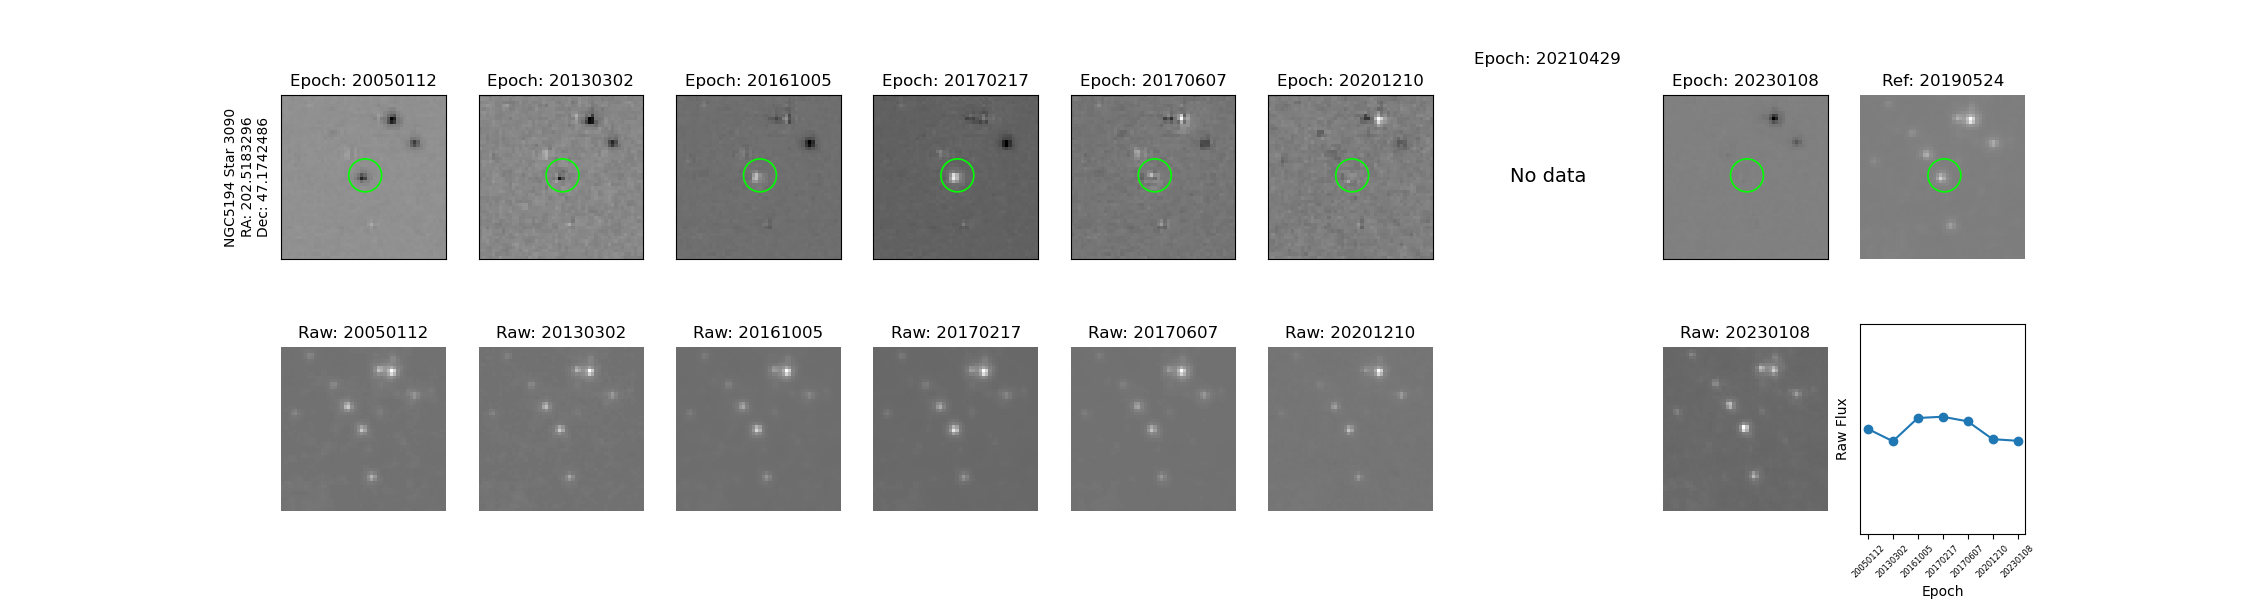 Epoch: 20210429
Epoch: 20050112
Epoch: 20130302
Epoch: 20161005
Epoch: 20170217
Epoch: 20170607
Epoch: 20201210
Epoch: 20230108
Ref: 20190524
NGC5194 Star 3090
RA: 202.5183296
Dec: 47.1742486
No data
Raw: 20050112
Raw: 20130302
Raw: 20161005
Raw: 20170217
Raw: 20170607
Raw: 20201210
Raw: 20230108
Raw Flux
20050112
20130302
20161005
20170217
20170607
20201210
20230108
Epoch